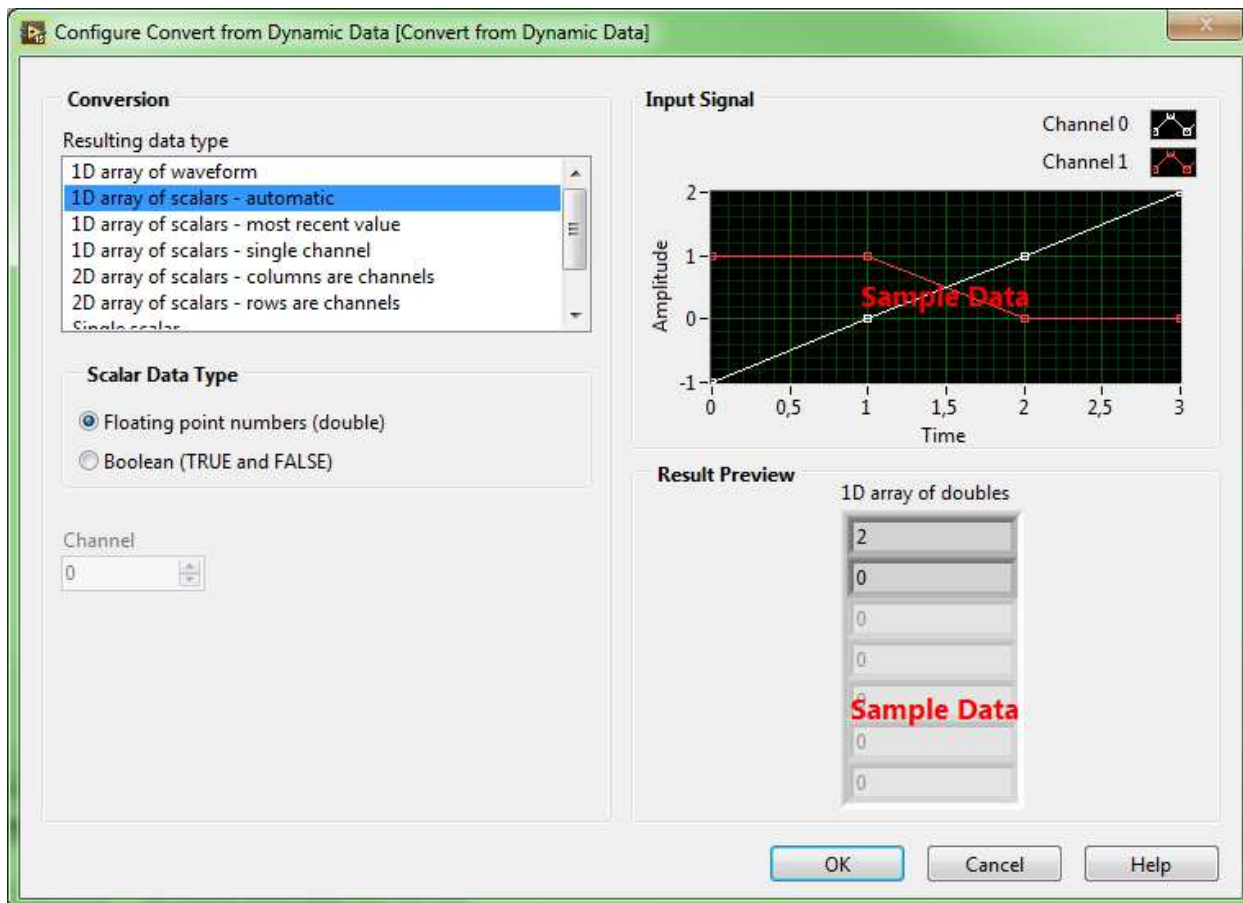 Configure Convert from Dynamic Data [Convert from Dynamic Data]
Conversion
Resulting data type
1D array of waveform
1D array of scalars - automatic
1D array of scalars - most recent value
1D array of scalars - single channel
2D array of scalars - columns are channels
2D array of scalars - rows are channels
Single scalar
Scalar Data Type
Floating point numbers (double)
Boolean (TRUE and FALSE)
Channel
0
Input Signal
Channel 0
Channel 1
Amplitude
2
1
0
-1
Sample Data
0 0,5 1 1,5 2 2,5 3
Time
Result Preview
1D array of doubles
2
0
0
0
0
Sample Data
0
0
OK Cancel Help